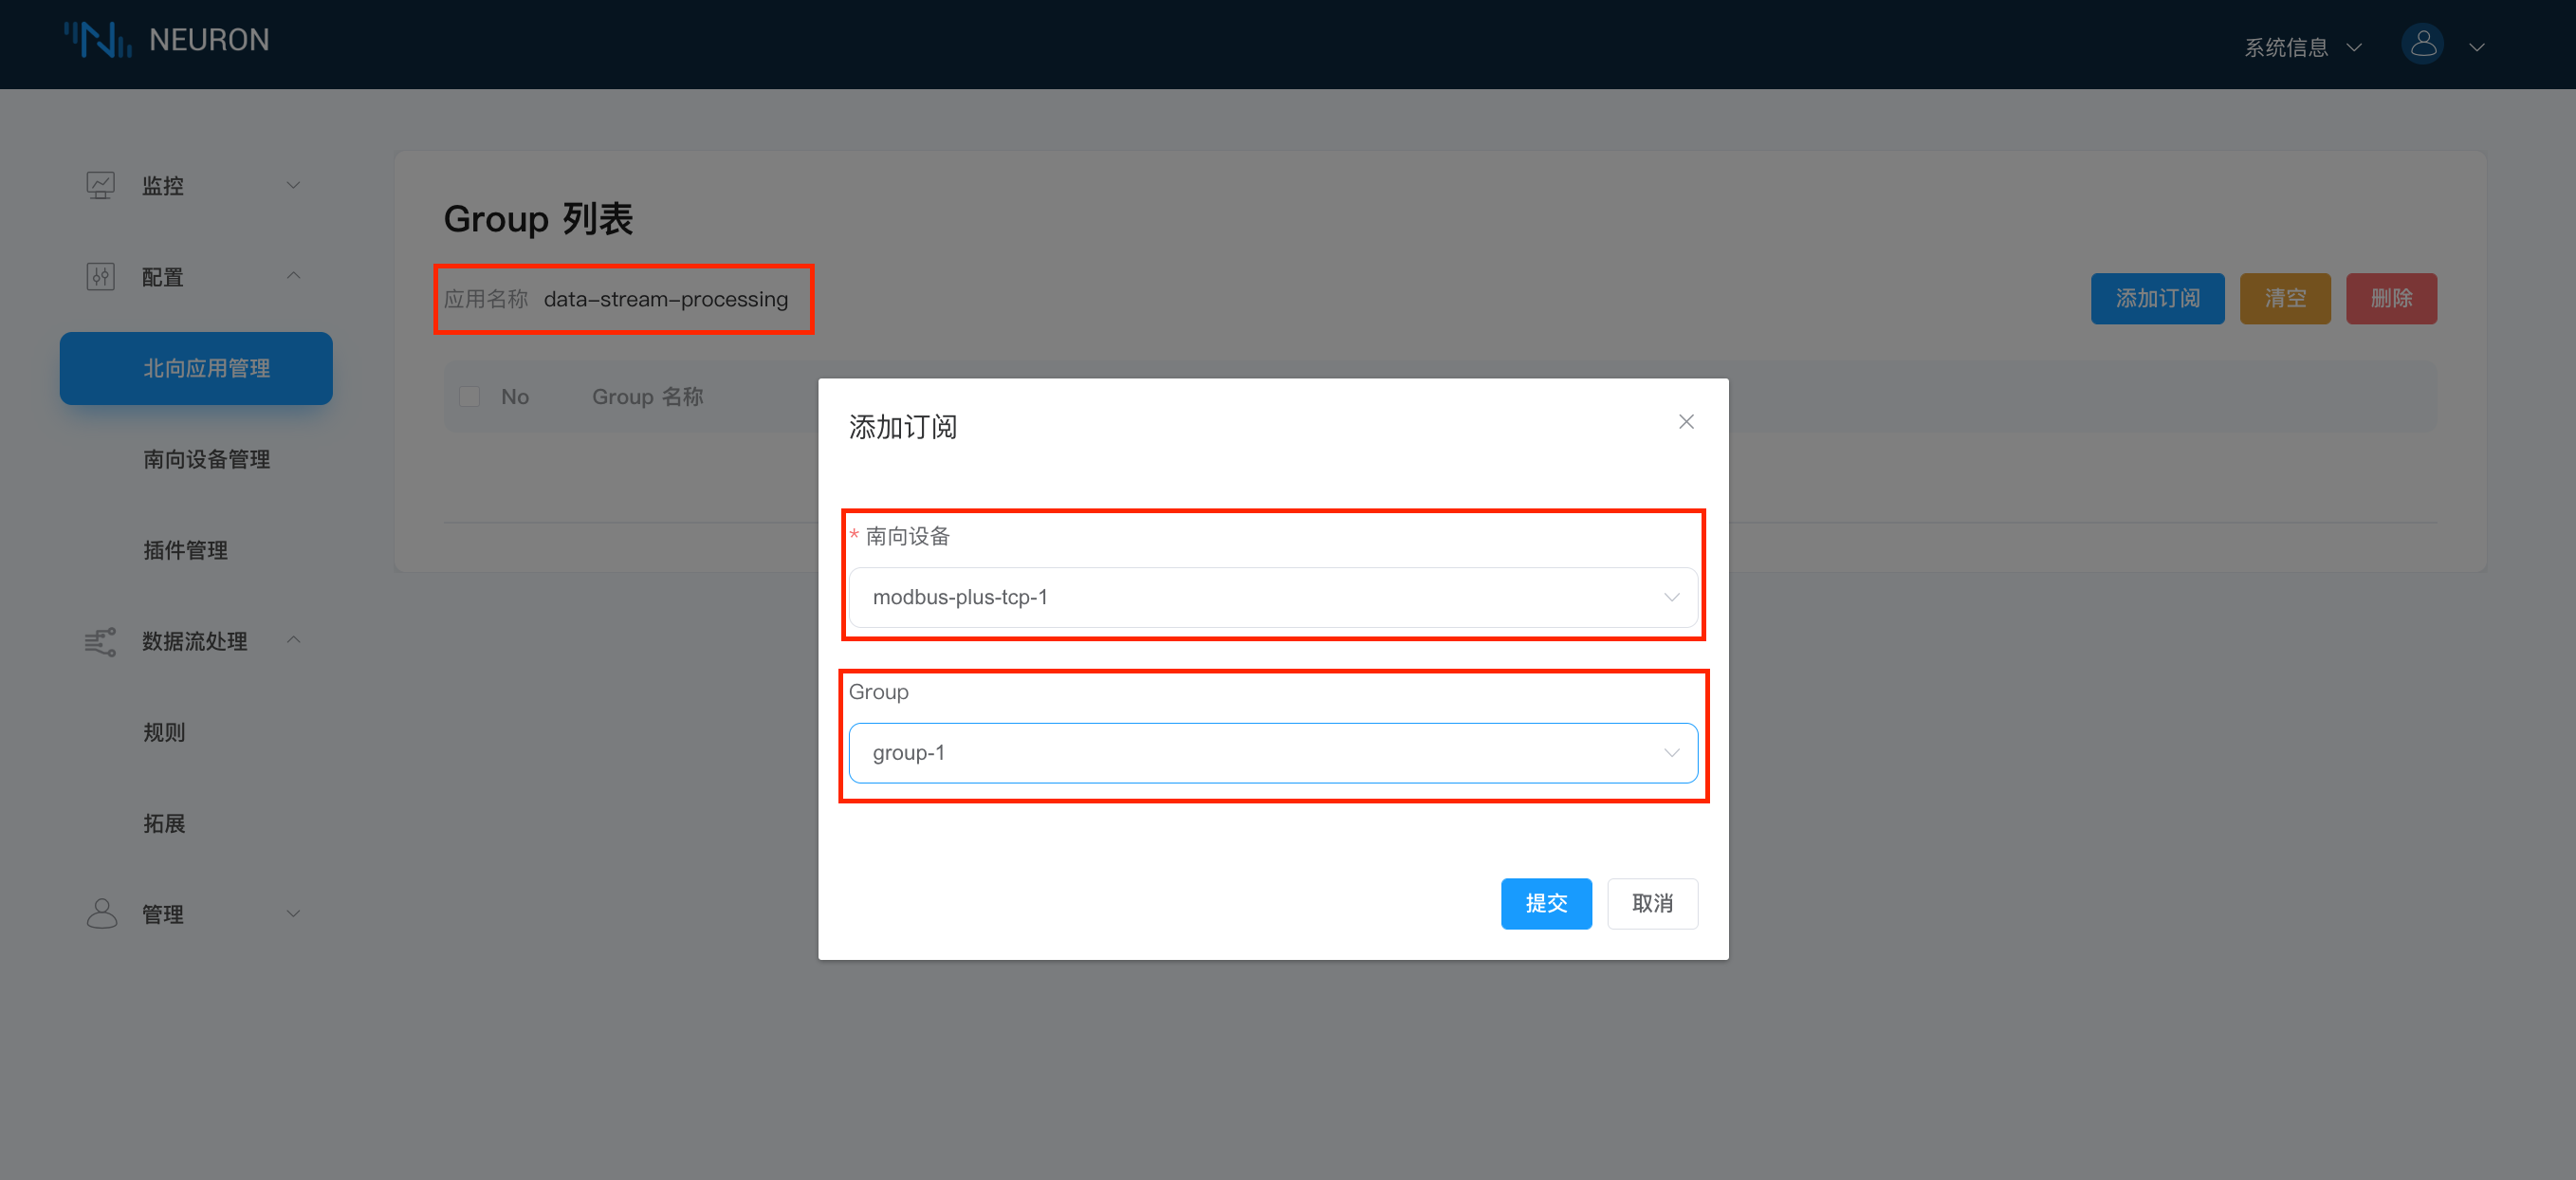 NEURON
系统信息
监控
配置
北向应用管理
南向设备管理
插件管理
数据流处理
规则
拓展
管理
Group 列表
应用名称 data-stream-processing
添加订阅 清空 删除
No Group 名称
添加订阅
* 南向设备
modbus-plus-tcp-1
Group
group-1
提交 取消